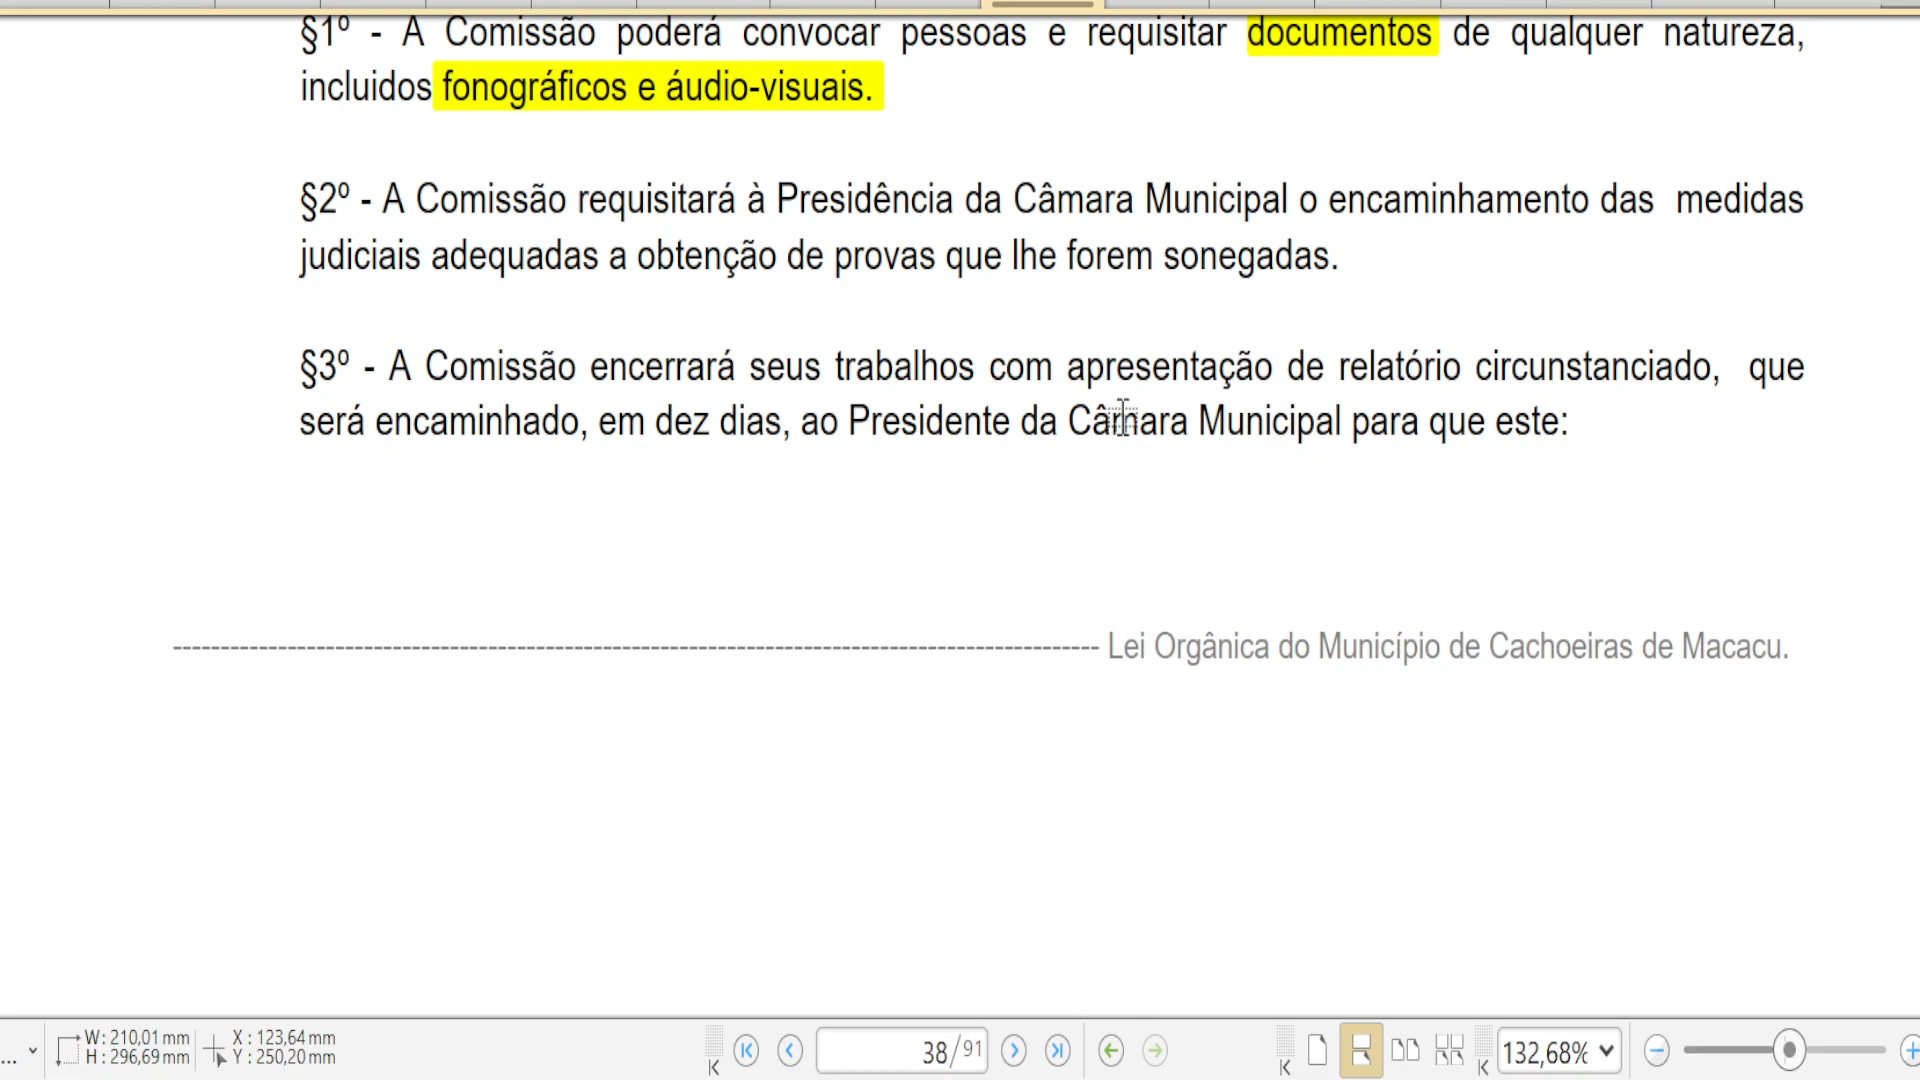 §1º - A Comissão poderá convocar pessoas e requisitar documentos de qualquer natureza,
incluidos fonográficos e áudio-visuais.
§2º - A Comissão requisitará à Presidência da Câmara Municipal o encaminhamento das medidas
judiciais adequadas a obtenção de provas que lhe forem sonegadas.
§3º - A Comissão encerrará seus trabalhos com apresentação de relatório circunstanciado, que
será encaminhado, em dez dias, ao Presidente da Câmara Municipal para que este:
---------------------------------------------------------------------------------------------------- Lei Orgânica do Município de Cachoeiras de Macacu.
... W: 210,01 mm X : 123,64 mm 38/91 132,68%
H : 296,69 mm Y : 250,20 mm